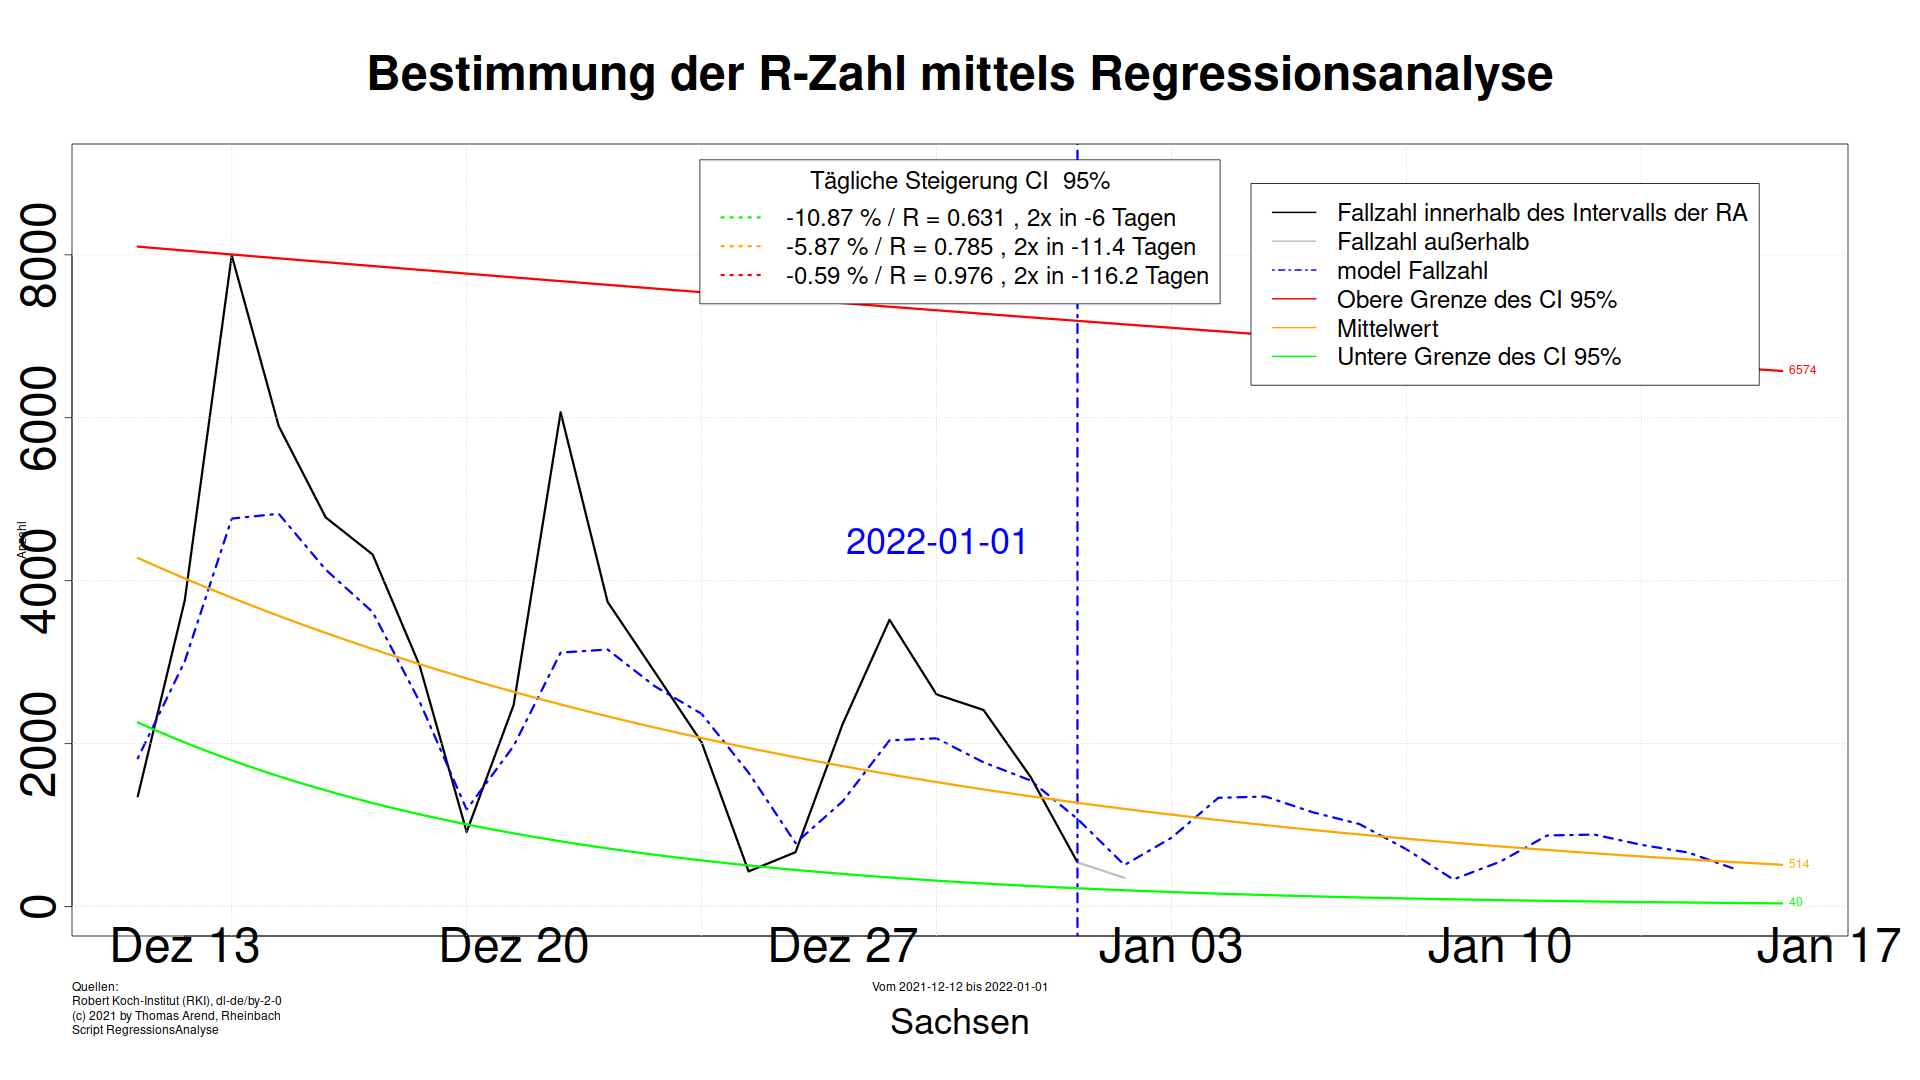 Bestimmung der R-Zahl mittels Regressionsanalyse
Tägliche Steigerung CI 95%
-10.87 % / R = 0.631 , 2x in -6 Tagen
-5.87 % / R = 0.785 , 2x in -11.4 Tagen
-0.59 % / R = 0.976 , 2x in -116.2 Tagen
Fallzahl innerhalb des Intervalls der RA
Fallzahl außerhalb
model Fallzahl
Obere Grenze des CI 95%
Mittelwert
Untere Grenze des CI 95%
8000
6000
4000
2000
0
Anzahl
2022-01-01
6574
514
40
Dez 13
Dez 20
Dez 27
Jan 03
Jan 10
Jan 17
Quellen:
Robert Koch-Institut (RKI), dl-de/by-2-0
(c) 2021 by Thomas Arend, Rheinbach
Script RegressionsAnalyse
Vom 2021-12-12 bis 2022-01-01
Sachsen